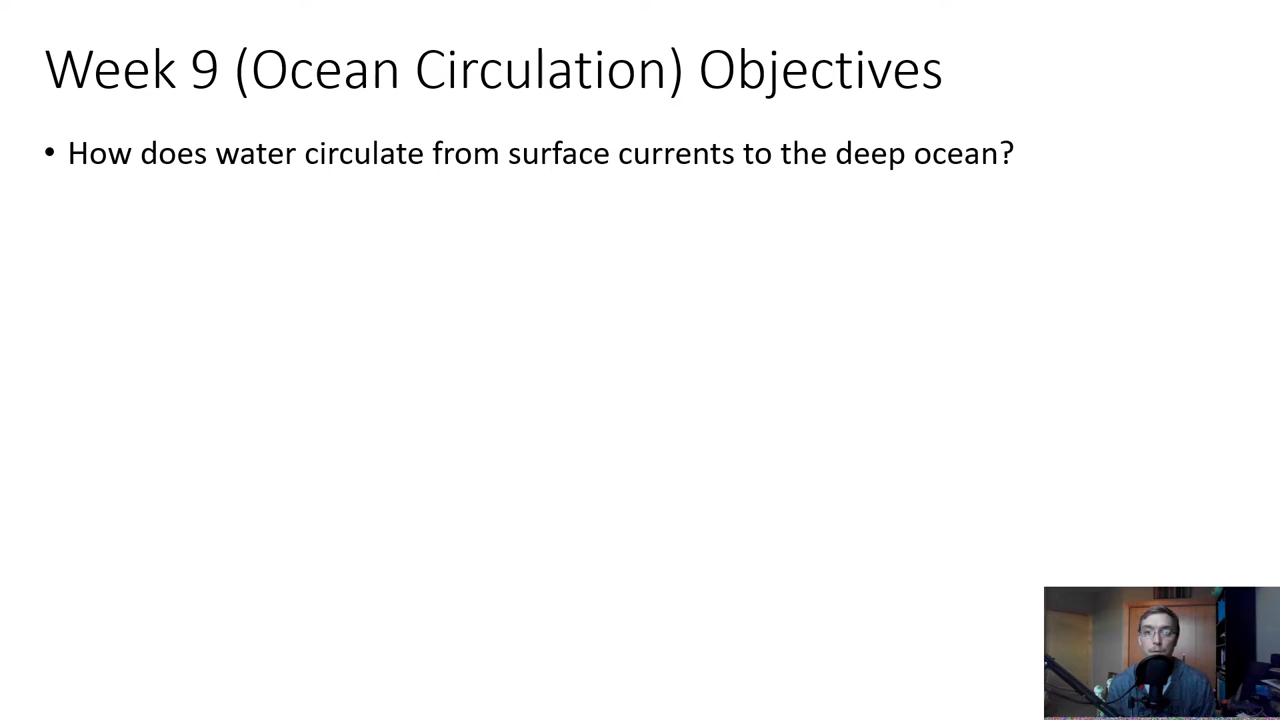 Week 9 (Ocean Circulation) Objectives
• How does water circulate from surface currents to the deep ocean?